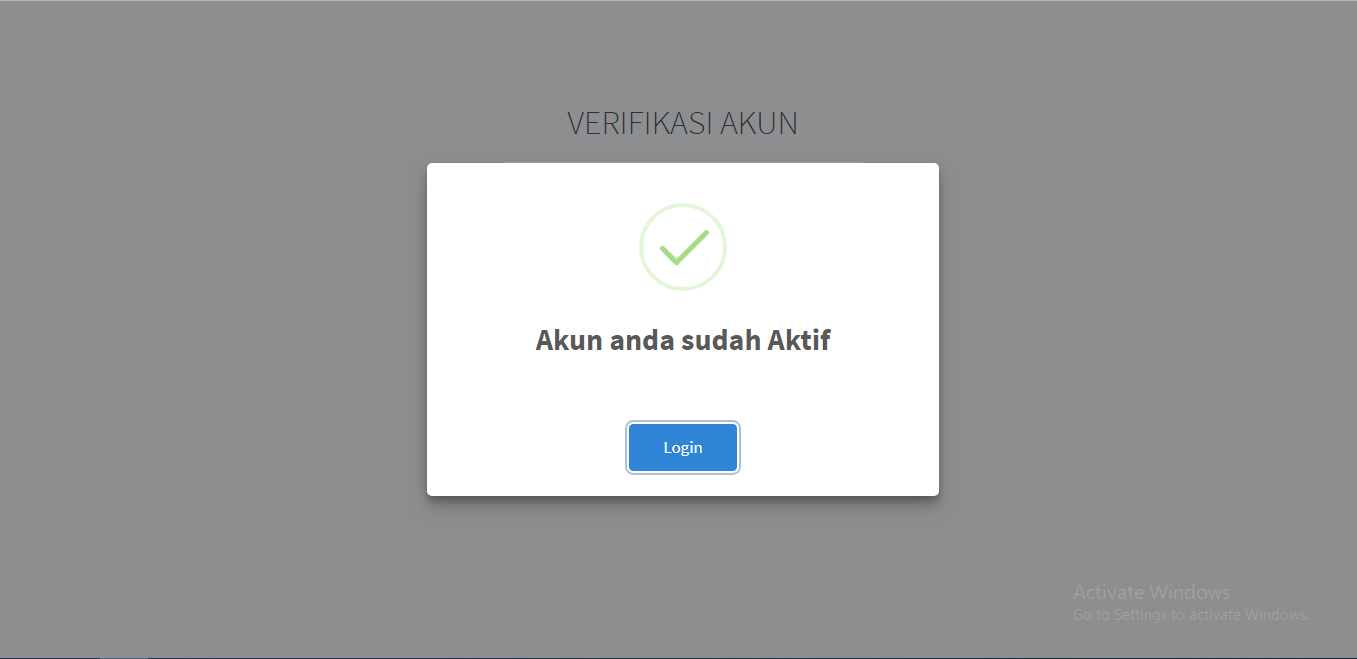 VERIFIKASI AKUN
Akun anda sudah Aktif
Login
Activate Windows
Go to Settings to activate Windows.